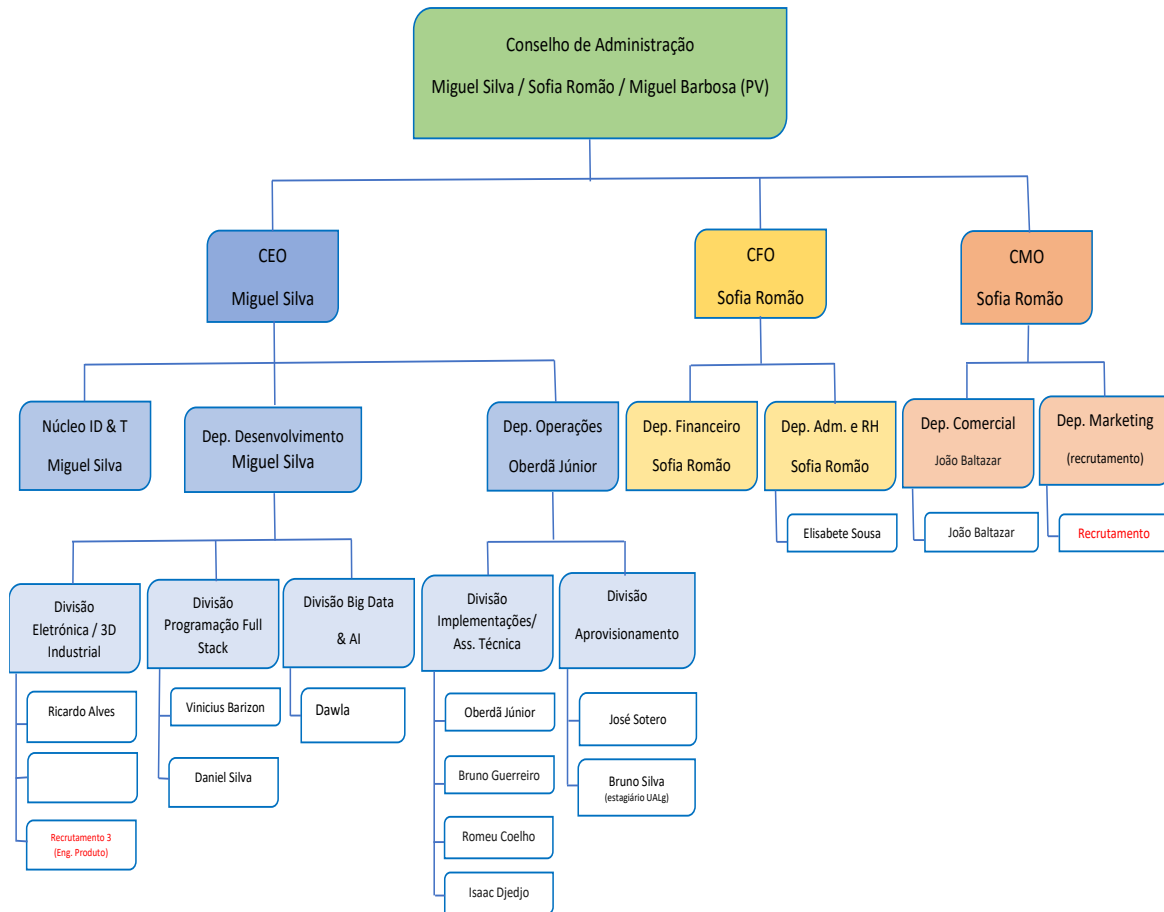 Conselho de Administração
Miguel Silva / Sofia Romão / Miguel Barbosa (PV)
CEO
Miguel Silva
CFO
Sofia Romão
CMO
Sofia Romão
Núcleo ID & T
Miguel Silva
Dep. Desenvolvimento
Miguel Silva
Dep. Operações
Oberdã Júnior
Dep. Financeiro
Sofia Romão
Dep. Adm. e RH
Sofia Romão
Dep. Comercial
João Baltazar
Dep. Marketing
(recrutamento)
Elisabete Sousa
João Baltazar
Recrutamento
Divisão
Eletrónica / 3D
Industrial
Divisão
Programação Full
Stack
Divisão Big Data
& AI
Divisão
Implementações/
Ass. Técnica
Divisão
Aprovisionamento
Ricardo Alves
Recrutamento 3
(Eng. Produto)
Vinicius Barizon
Daniel Silva
Dawla
Oberdã Júnior
Bruno Guerreiro
Romeu Coelho
Isaac Djedjo
José Sotero
Bruno Silva
(estagiário UALg)